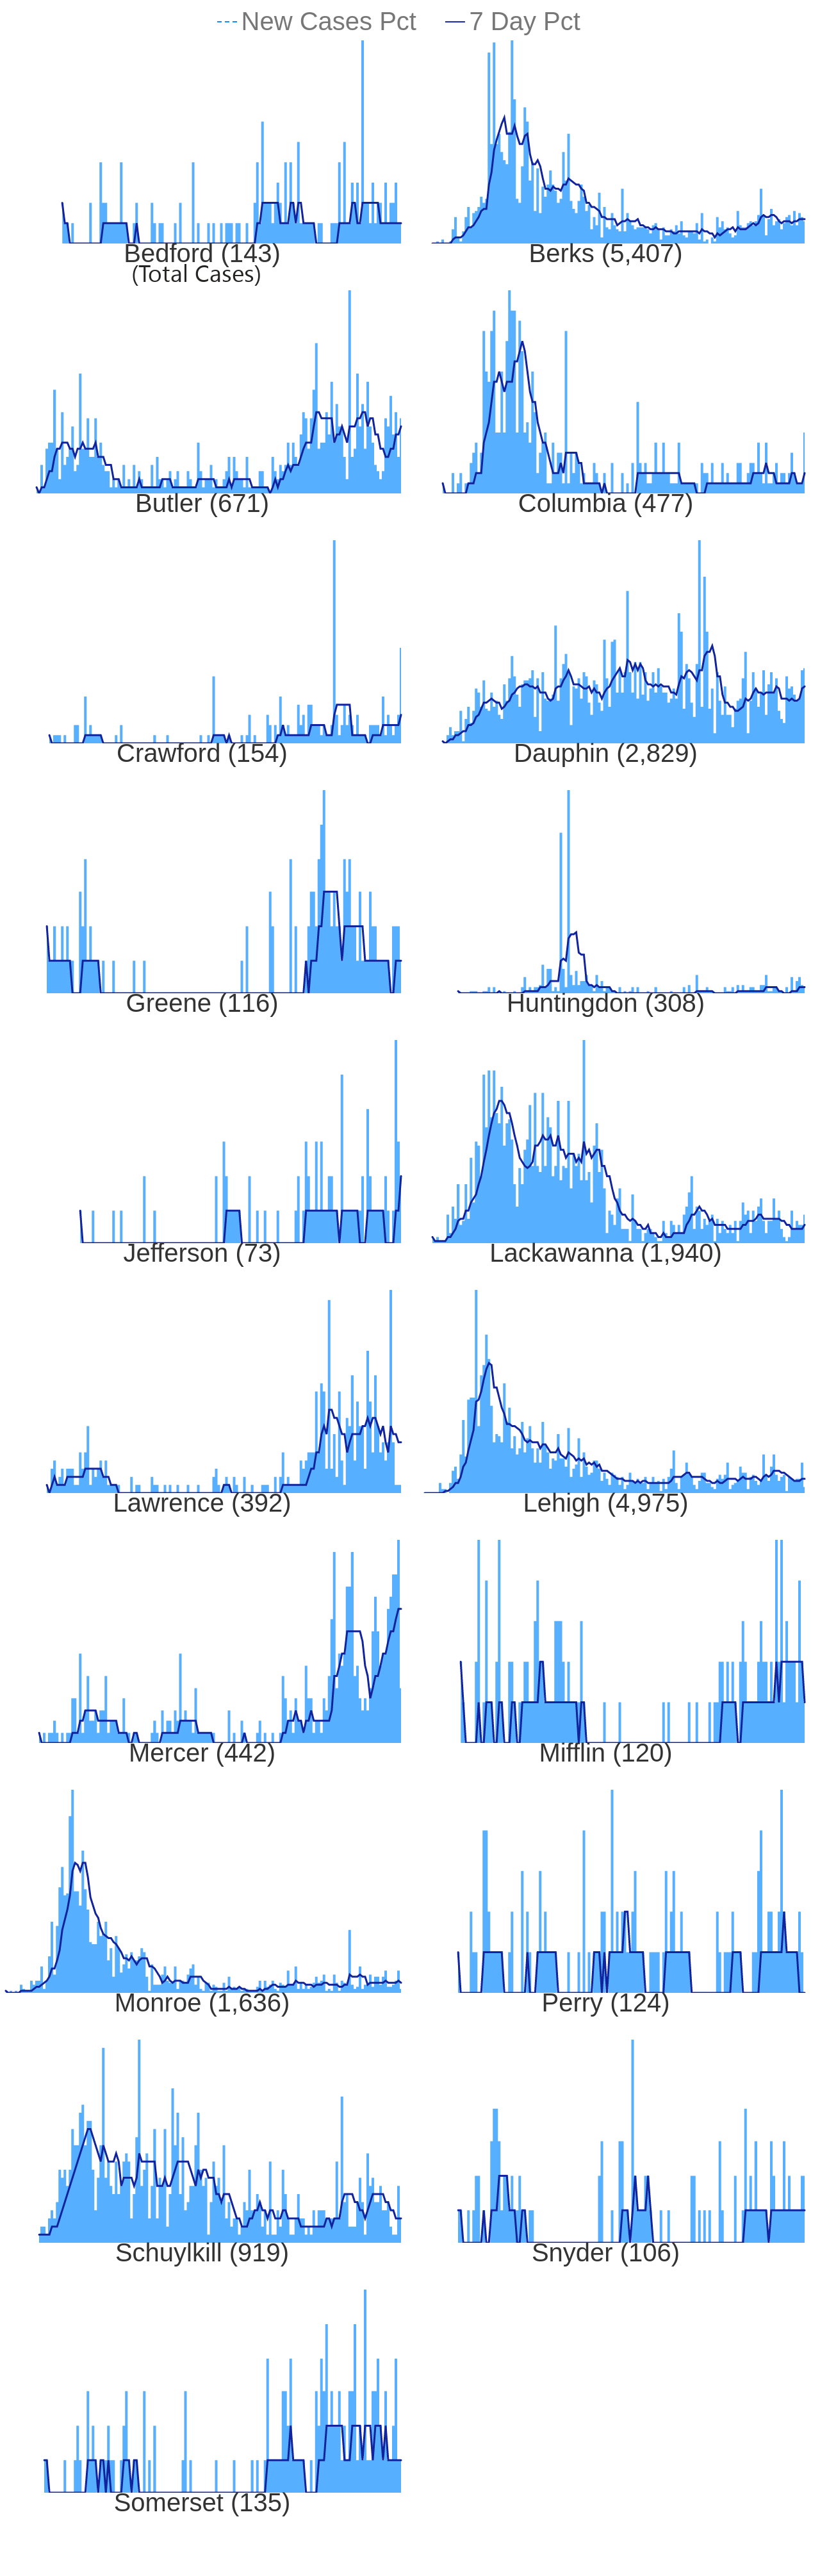 New Cases Pct 7 Day Pct
Bedford (143)
(Total Cases)
Berks (5,407)
Butler (671)
Columbia (477)
Crawford (154)
Dauphin (2,829)
Greene (116)
Huntingdon (308)
Jefferson (73)
Lackawanna (1,940)
Lawrence (392)
Lehigh (4,975)
Mercer (442)
Mifflin (120)
Monroe (1,636)
Perry (124)
Schuylkill (919)
Snyder (106)
Somerset (135)